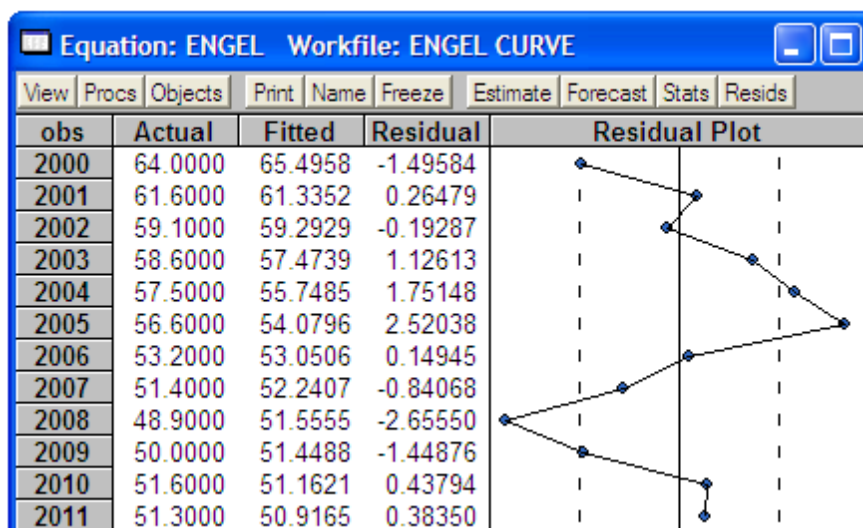 Equation: ENGEL Workfile: ENGEL CURVE
View Procs Objects Print Name Freeze Estimate Forecast Stats Resids
obs Actual Fitted Residual Residual Plot
2000 64.0000 65.4958 -1.49584
2001 61.6000 61.3352 0.26479
2002 59.1000 59.2929 -0.19287
2003 58.6000 57.4739 1.12613
2004 57.5000 55.7485 1.75148
2005 56.6000 54.0796 2.52038
2006 53.2000 53.0506 0.14945
2007 51.4000 52.2407 -0.84068
2008 48.9000 51.5555 -2.65550
2009 50.0000 51.4488 -1.44876
2010 51.6000 51.1621 0.43794
2011 51.3000 50.9165 0.38350